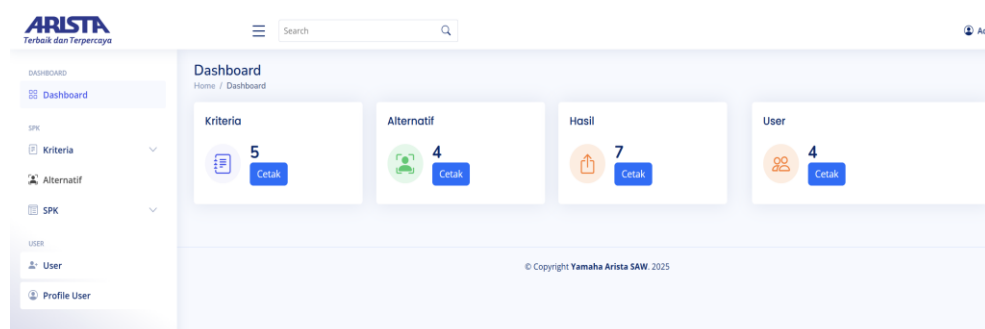 ARISTA
Terbaik dan Terpercaya
Search
DASHBOARD
Dashboard
SPK
Kriteria
Alternatif
SPK
USER
User
Profile User
Dashboard
Home / Dashboard
Kriteria
5
Cetak
Alternatif
4
Cetak
Hasil
7
Cetak
User
4
Cetak
© Copyright Yamaha Arista SAW. 2025